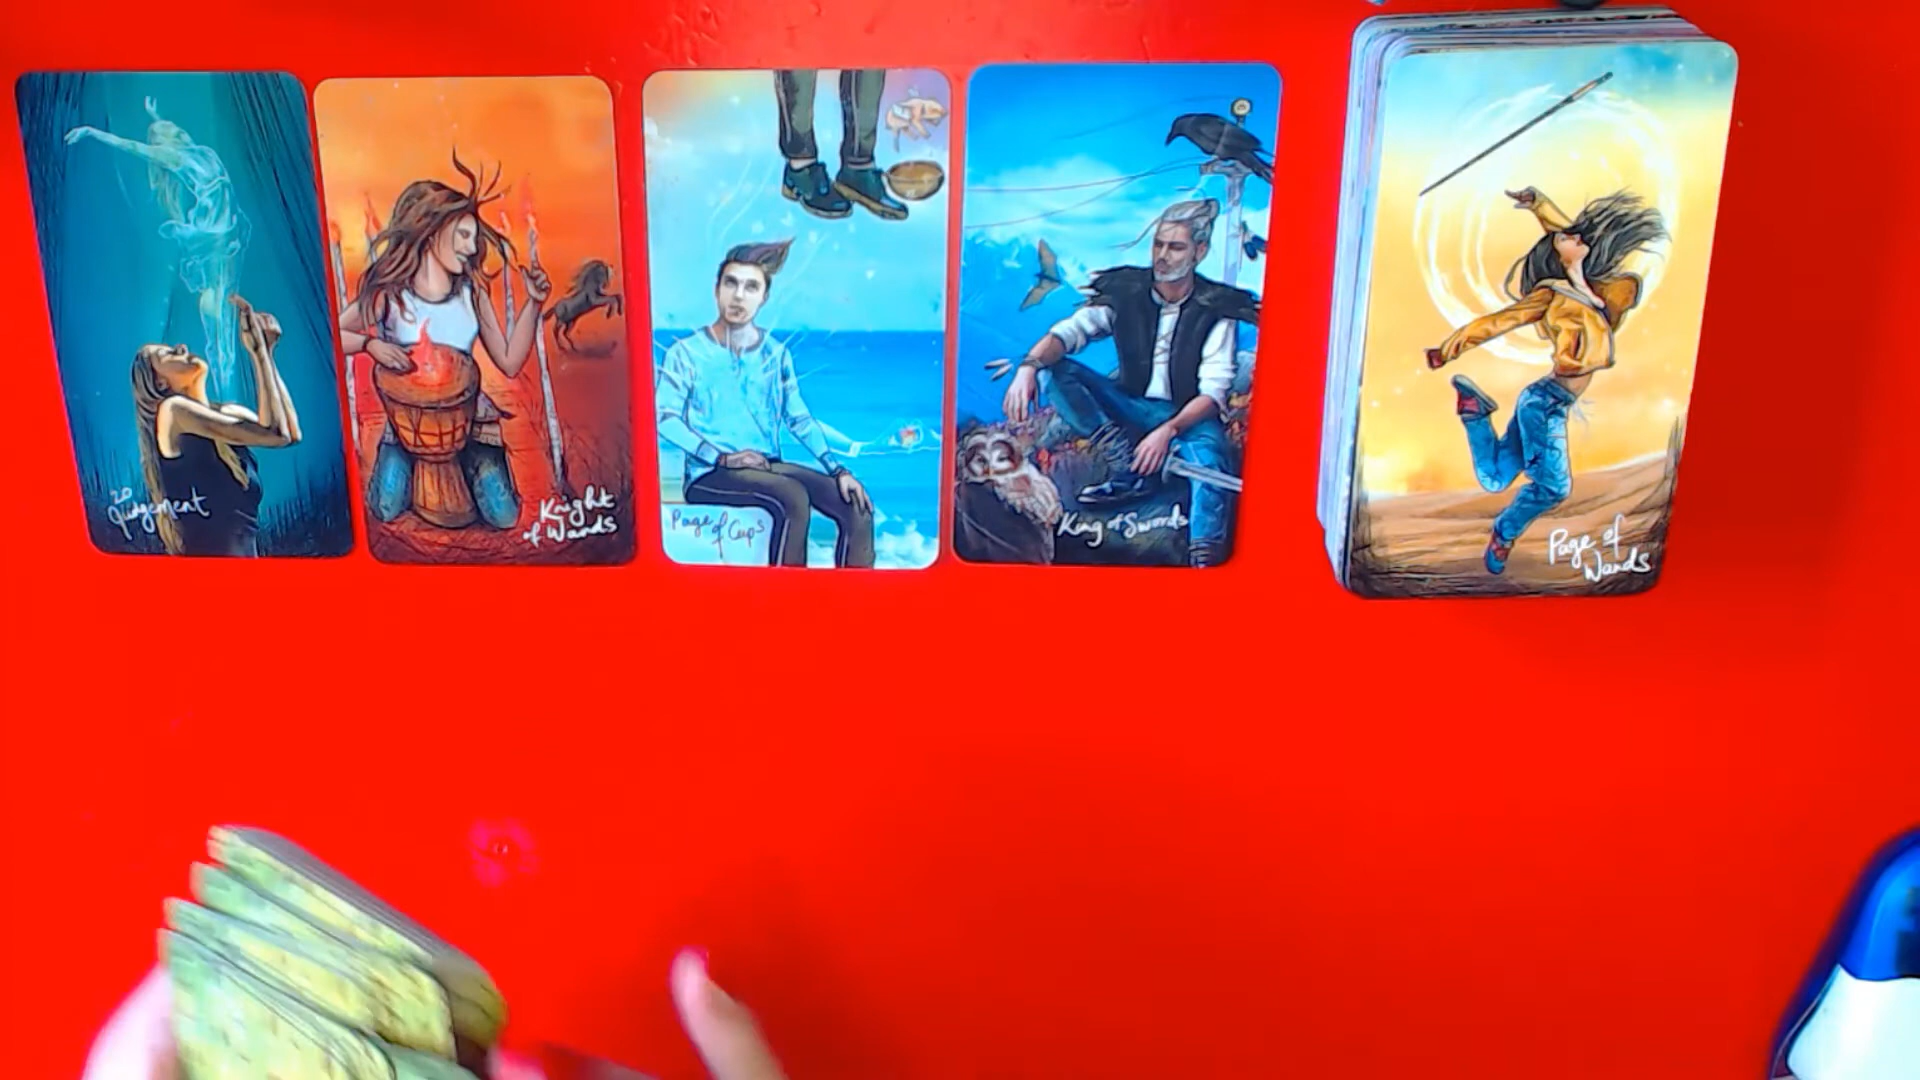 20
Judgement
Knight
of Wands
Page of
Cups
King of Swords
Page of
Wands